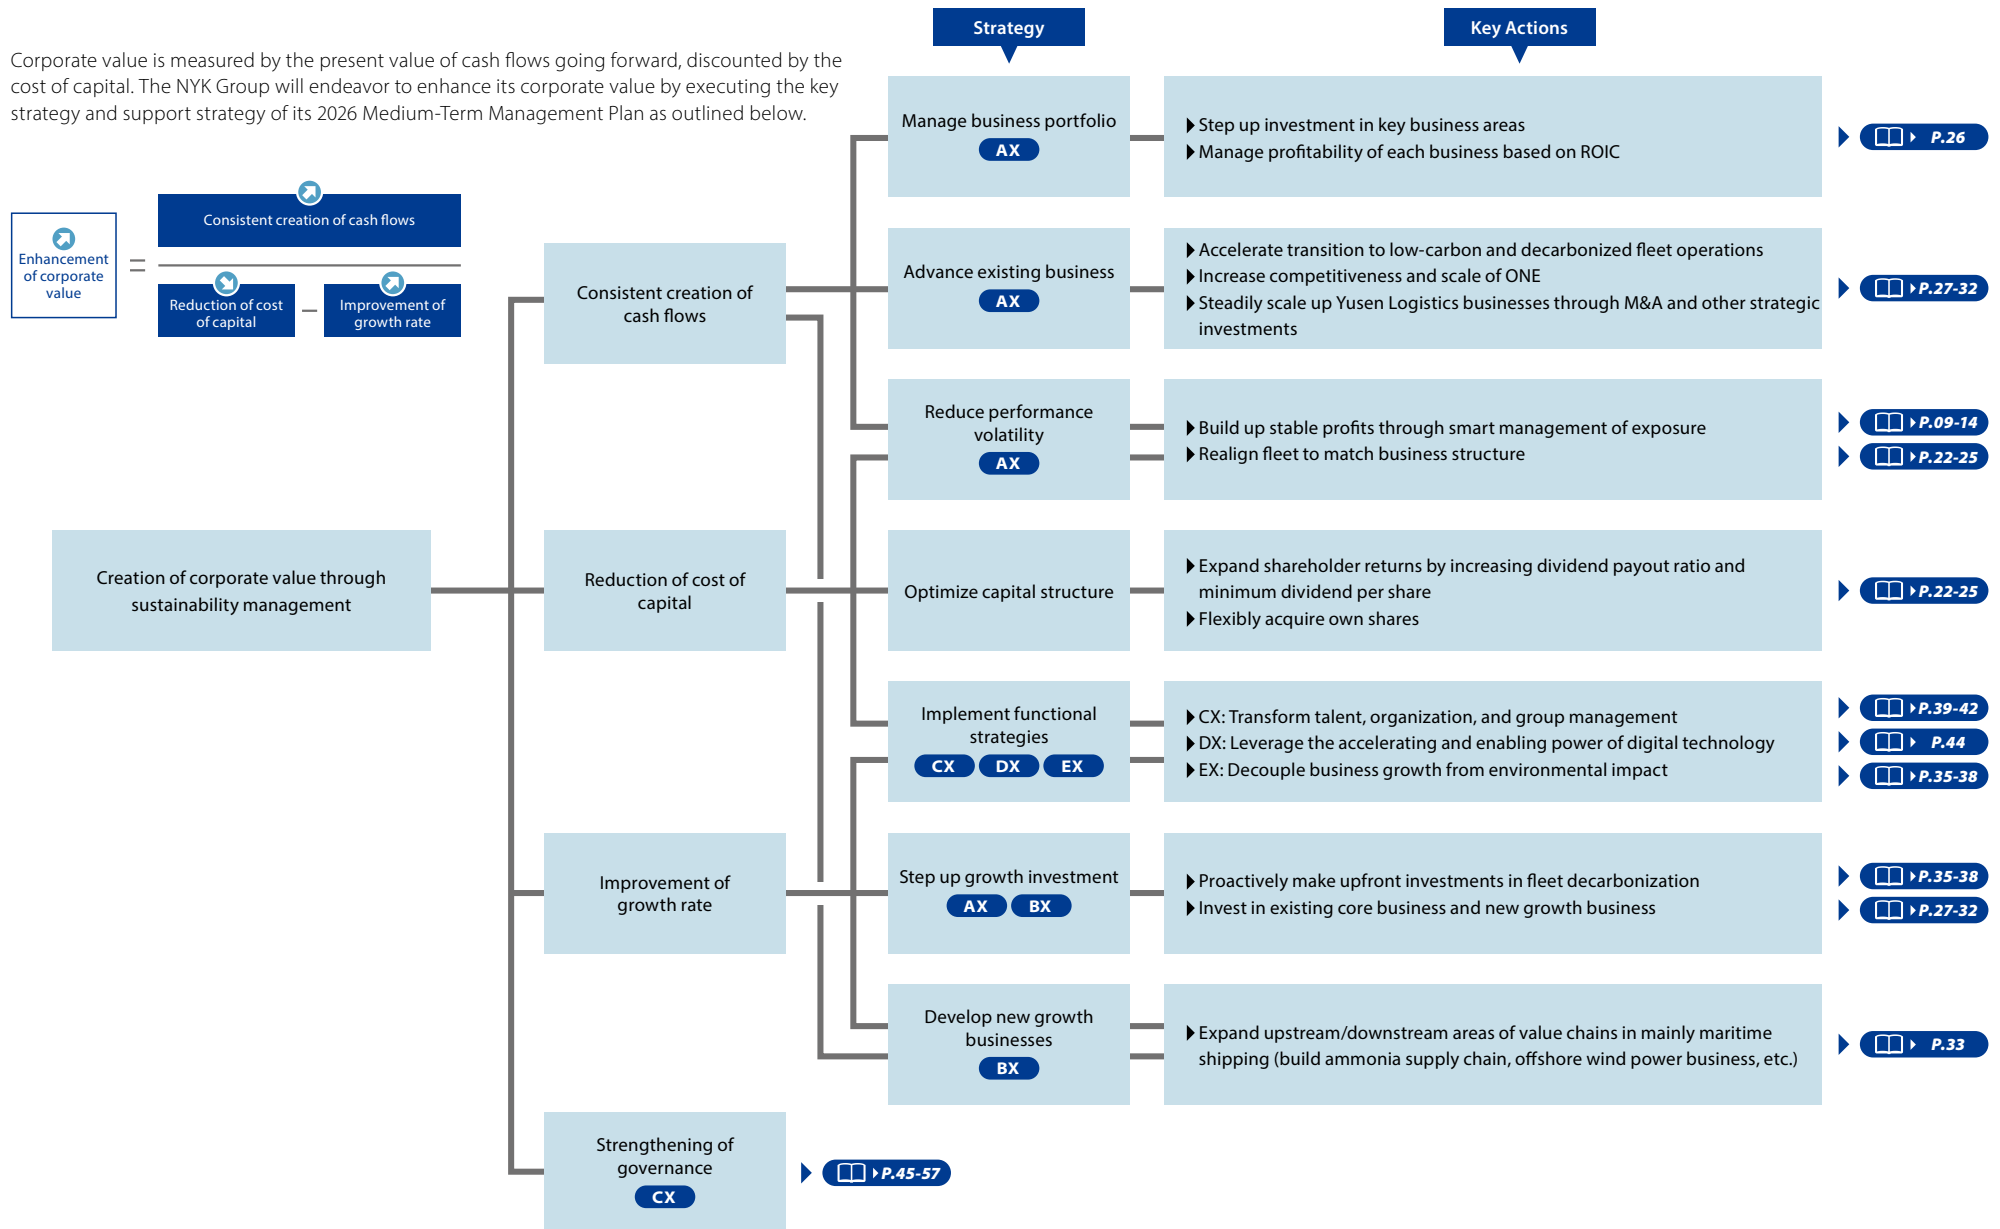 Corporate value is measured by the present value of cash flows going forward, discounted by the
cost of capital. The NYK Group will endeavor to enhance its corporate value by executing the key
strategy and support strategy of its 2026 Medium-Term Management Plan as outlined below.
Enhancement
of corporate
value
=
Consistent creation of cash flows
Reduction of cost
of capital
—
Improvement of
growth rate
Creation of corporate value through
sustainability management
Consistent creation of
cash flows
Reduction of cost of
capital
Improvement of
growth rate
Strengthening of
governance
CX
P.45-57
Strategy
Key Actions
Manage business portfolio
AX
Step up investment in key business areas
Manage profitability of each business based on ROIC
P.26
Advance existing business
AX
Accelerate transition to low-carbon and decarbonized fleet operations
Increase competitiveness and scale of ONE
Steadily scale up Yusen Logistics businesses through M&A and other strategic
investments
P.27-32
Reduce performance
volatility
AX
Build up stable profits through smart management of exposure
Realign fleet to match business structure
P.09-14
P.22-25
Optimize capital structure
Expand shareholder returns by increasing dividend payout ratio and
minimum dividend per share
Flexibly acquire own shares
P.22-25
Implement functional
strategies
CX DX EX
CX: Transform talent, organization, and group management
DX: Leverage the accelerating and enabling power of digital technology
EX: Decouple business growth from environmental impact
P.39-42
P.44
P.35-38
Step up growth investment
AX BX
Proactively make upfront investments in fleet decarbonization
Invest in existing core business and new growth business
P.35-38
P.27-32
Develop new growth
businesses
BX
Expand upstream/downstream areas of value chains in mainly maritime
shipping (build ammonia supply chain, offshore wind power business, etc.)
P.33